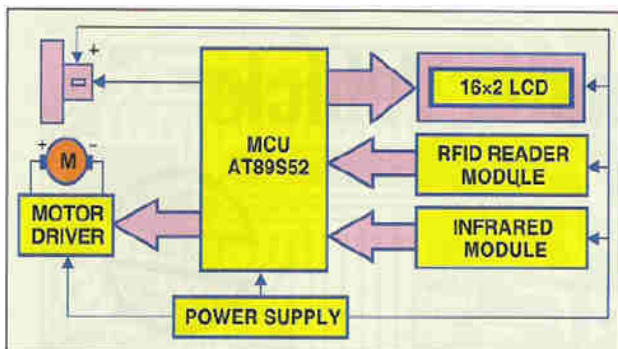 +
16×2 LCD
MCU
AT89S52
RFID READER
MODULE
+ M -
MOTOR
DRIVER
INFRARED
MODULE
POWER SUPPLY